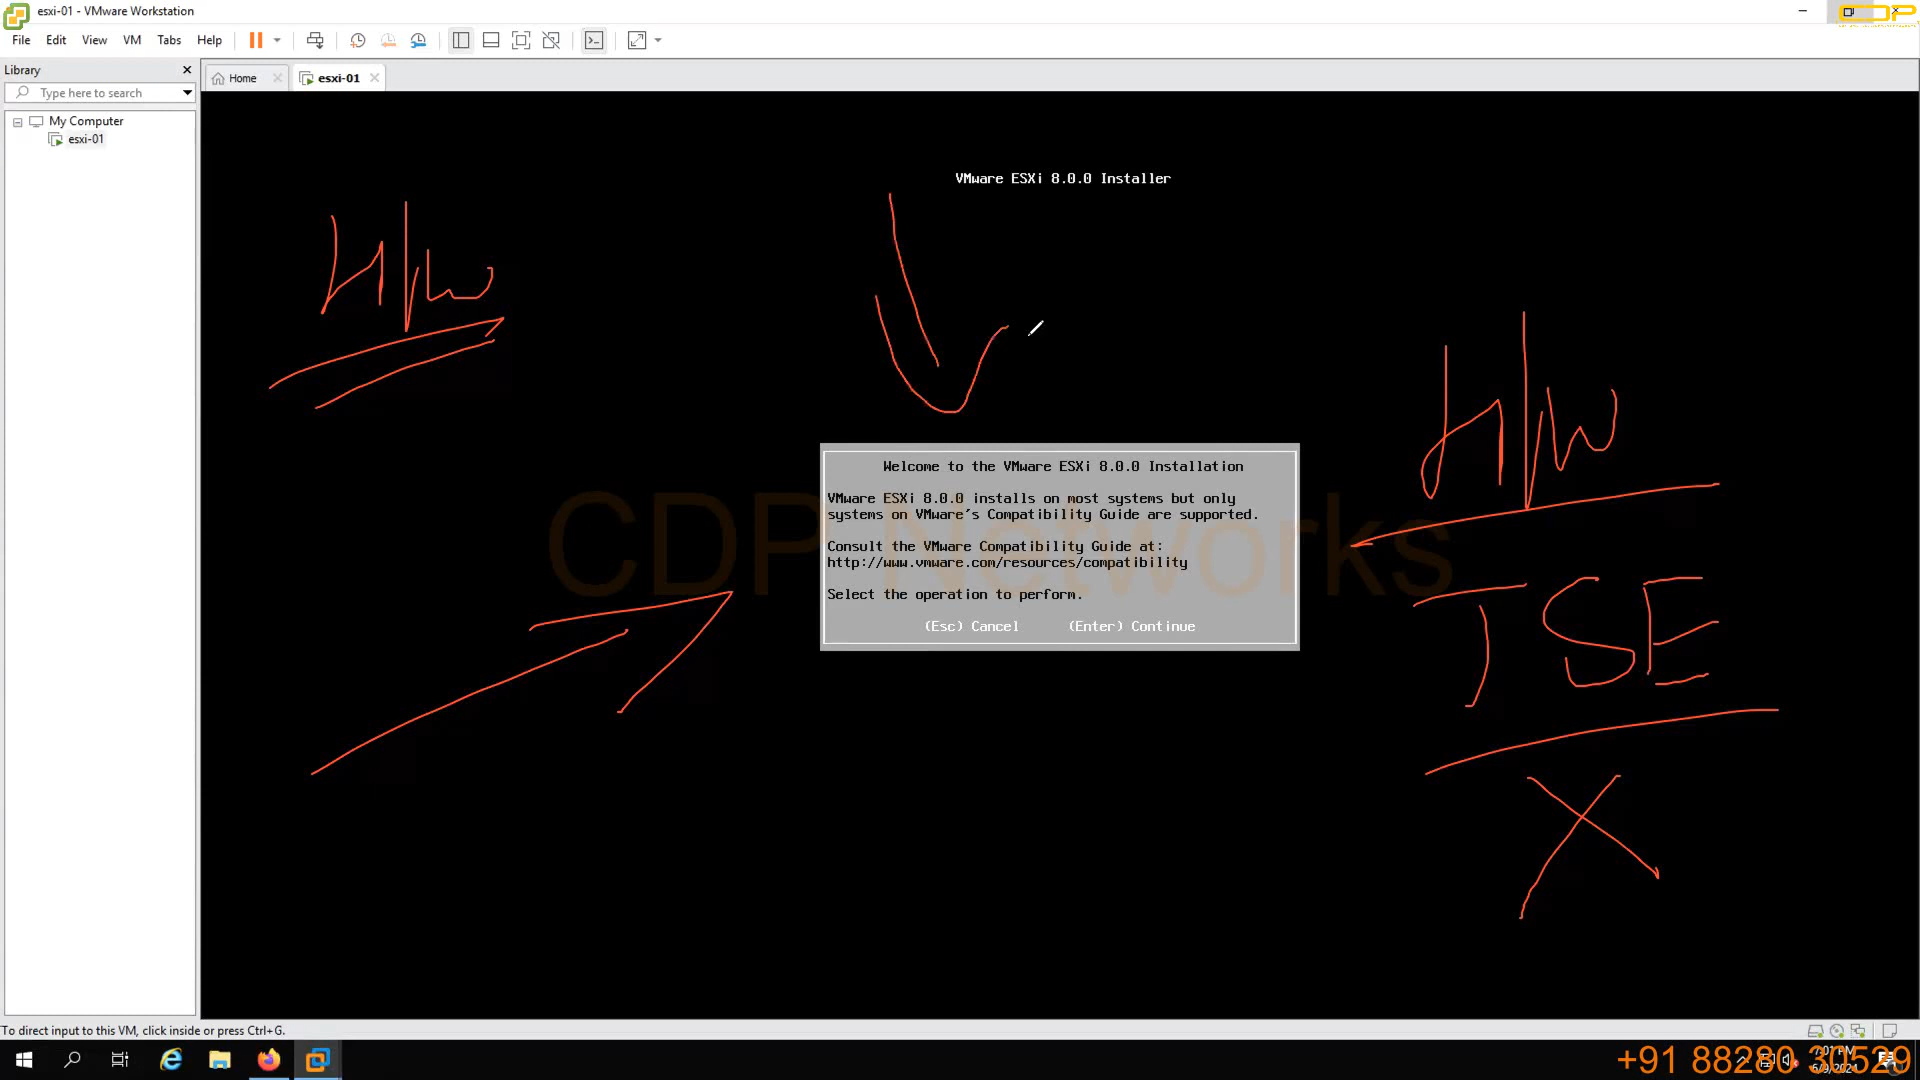 esxi-01 - VMware Workstation
CDP
File Edit View VM Tabs Help
Library
Type here to search
My Computer
esxi-01
Home
esxi-01
VMware ESXi 8.0.0 Installer
H/W
H/W
TSE
X
Welcome to the VMware ESXi 8.0.0 Installation
VMware ESXi 8.0.0 installs on most systems but only
systems on VMware's Compatibility Guide are supported.
Consult the VMware Compatibility Guide at:
http://www.vmware.com/resources/compatibility
Select the operation to perform.
(Esc) Cancel (Enter) Continue
CDP Networks
To direct input to this VM, click inside or press Ctrl+G.
+91 88280 30529